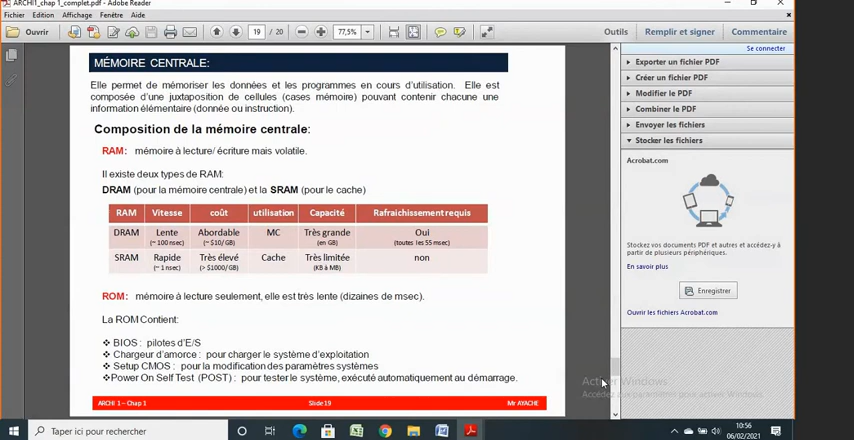 ARCHI1_chap 1_complet.pdf - Adobe Reader
Fichier Edition Affichage Fenêtre Aide
Ouvrir 19 / 20 77,5% Outils Remplir et signer Commentaire
Se connecter
MÉMOIRE CENTRALE:
Elle permet de mémoriser les données et les programmes en cours d'utilisation. Elle est
composée d'une juxtaposition de cellules (cases mémoire) pouvant contenir chacune une
information élémentaire (donnée ou instruction).
Composition de la mémoire centrale:
RAM: mémoire à lecture/ écriture mais volatile.
Il existe deux types de RAM:
DRAM (pour la mémoire centrale) et la SRAM (pour le cache)
RAM Vitesse coût utilisation Capacité Rafraichissement requis
DRAM Lente Abordable MC Très grande Oui
(~ 100 nsec) (~ $10/GB) (en GB) (toutes les 55 msec)
SRAM Rapide Très élevé Cache Très limitée non
(~ 1 nsec) (> $1000/GB) (KB à MB)
ROM: mémoire à lecture seulement, elle est très lente (dizaines de msec).
La ROM Contient:
❖ BIOS : pilotes d'E/S
❖ Chargeur d'amorce : pour charger le système d'exploitation
❖ Setup CMOS : pour la modification des paramètres systèmes
❖Power On Self Test (POST) : pour tester le système, exécuté automatiquement au démarrage.
ARCHI 1 – Chap 1 Slide 19 Mr AYACHE
Exporter un fichier PDF
Créer un fichier PDF
Modifier le PDF
Combiner le PDF
Envoyer les fichiers
Stocker les fichiers
Acrobat.com
Stockez vos documents PDF et autres et accédez-y à
partir de plusieurs périphériques.
En savoir plus
Enregistrer
Ouvrir les fichiers Acrobat.com
Activer Windows
Accédez aux paramètres pour activer Windows.
Taper ici pour rechercher
10:56
06/02/2021